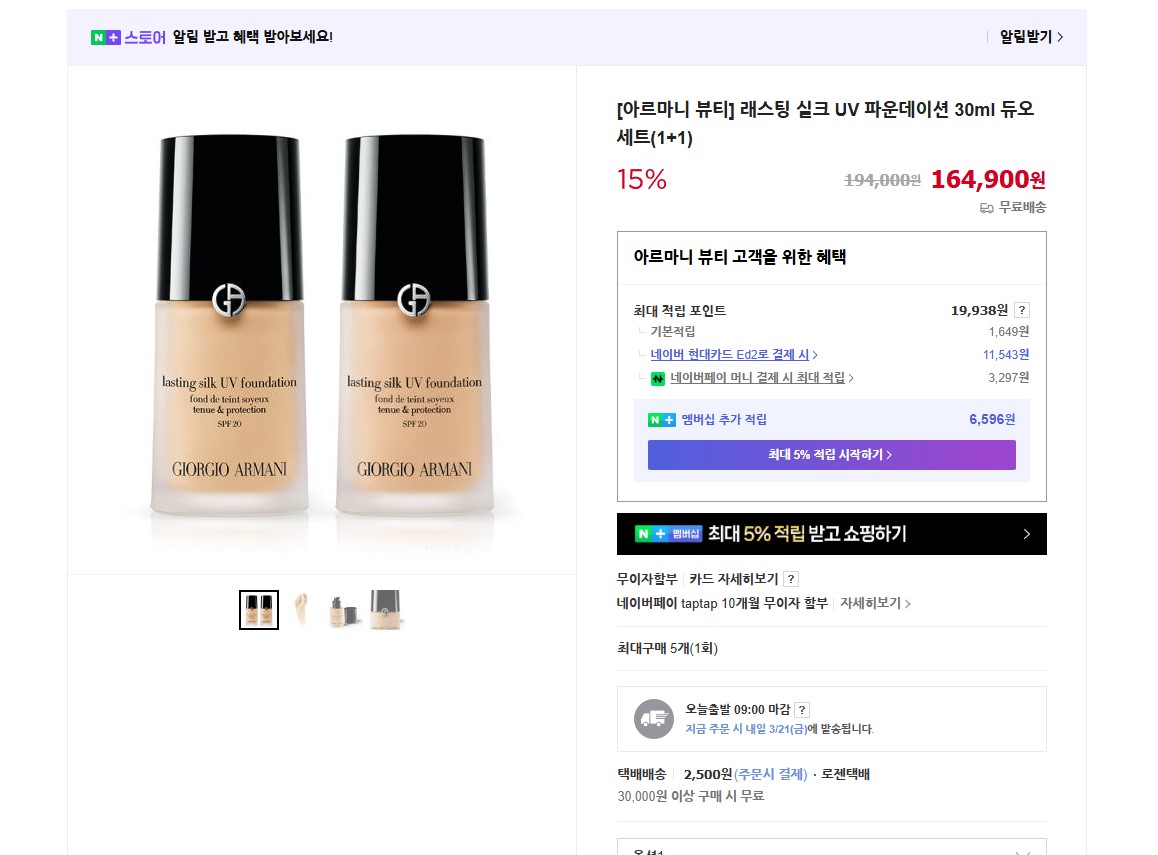 N+ 스토어 알림 받고 혜택 받아보세요!
알림받기
[아르마니 뷰티] 래스팅 실크 UV 파운데이션 30ml 듀오
세트(1+1)
15%
194,000원 164,900원
무료배송
lasting silk UV foundation
fond de teint soyeux
tenue & protection
SPF 20
GIORGIO ARMANI
lasting silk UV foundation
fond de teint soyeux
tenue & protection
SPF 20
GIORGIO ARMANI
아르마니 뷰티 고객을 위한 혜택
최대 적립 포인트 19,938원 ?
기본적립 1,649원
네이버 현대카드 Ed2로 결제 시 11,543원
네이버페이 머니 결제 시 최대 적립 3,297원
N+ 멤버십 추가 적립 6,596원
최대 5% 적립 시작하기
N+ 멤버십 최대 5% 적립 받고 쇼핑하기
무이자할부 카드 자세히보기 ?
네이버페이 taptap 10개월 무이자 할부 자세히보기
최대구매 5개(1회)
오늘출발 09:00 마감 ?
지금 주문 시 내일 3/21(금)에 발송됩니다.
택배배송 2,500원(주문시 결제) · 로젠택배
30,000원 이상 구매 시 무료